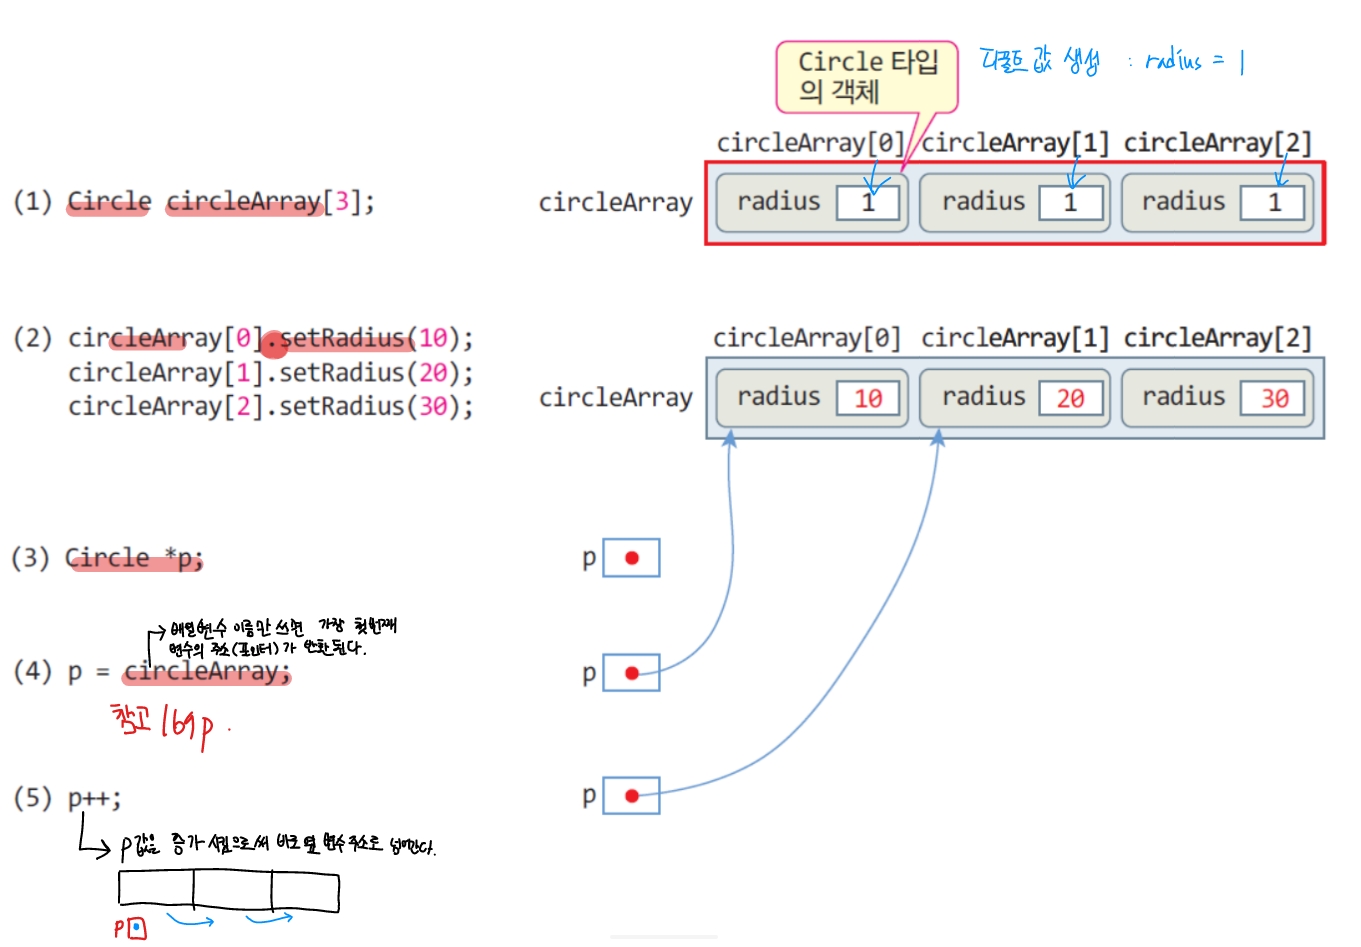 Circle 타입
의 객체
디폴트 값 생성 : radius = 1
circleArray[0] circleArray[1] circleArray[2]
(1) Circle circleArray[3];
circleArray
radius 1 radius 1 radius 1
(2) circleArray[0].setRadius(10);
circleArray[1].setRadius(20);
circleArray[2].setRadius(30);
circleArray[0] circleArray[1] circleArray[2]
circleArray
radius 10 radius 20 radius 30
(3) Circle *p;
p
배열변수 이름만 쓰면 가장 첫번째
변수의 주소(포인터)가 반환된다.
(4) p = circleArray;
p
참고 169p.
(5) p++;
p
p값을 증가 시킴으로써 바로 옆 변수 주소로 넘어간다.
p